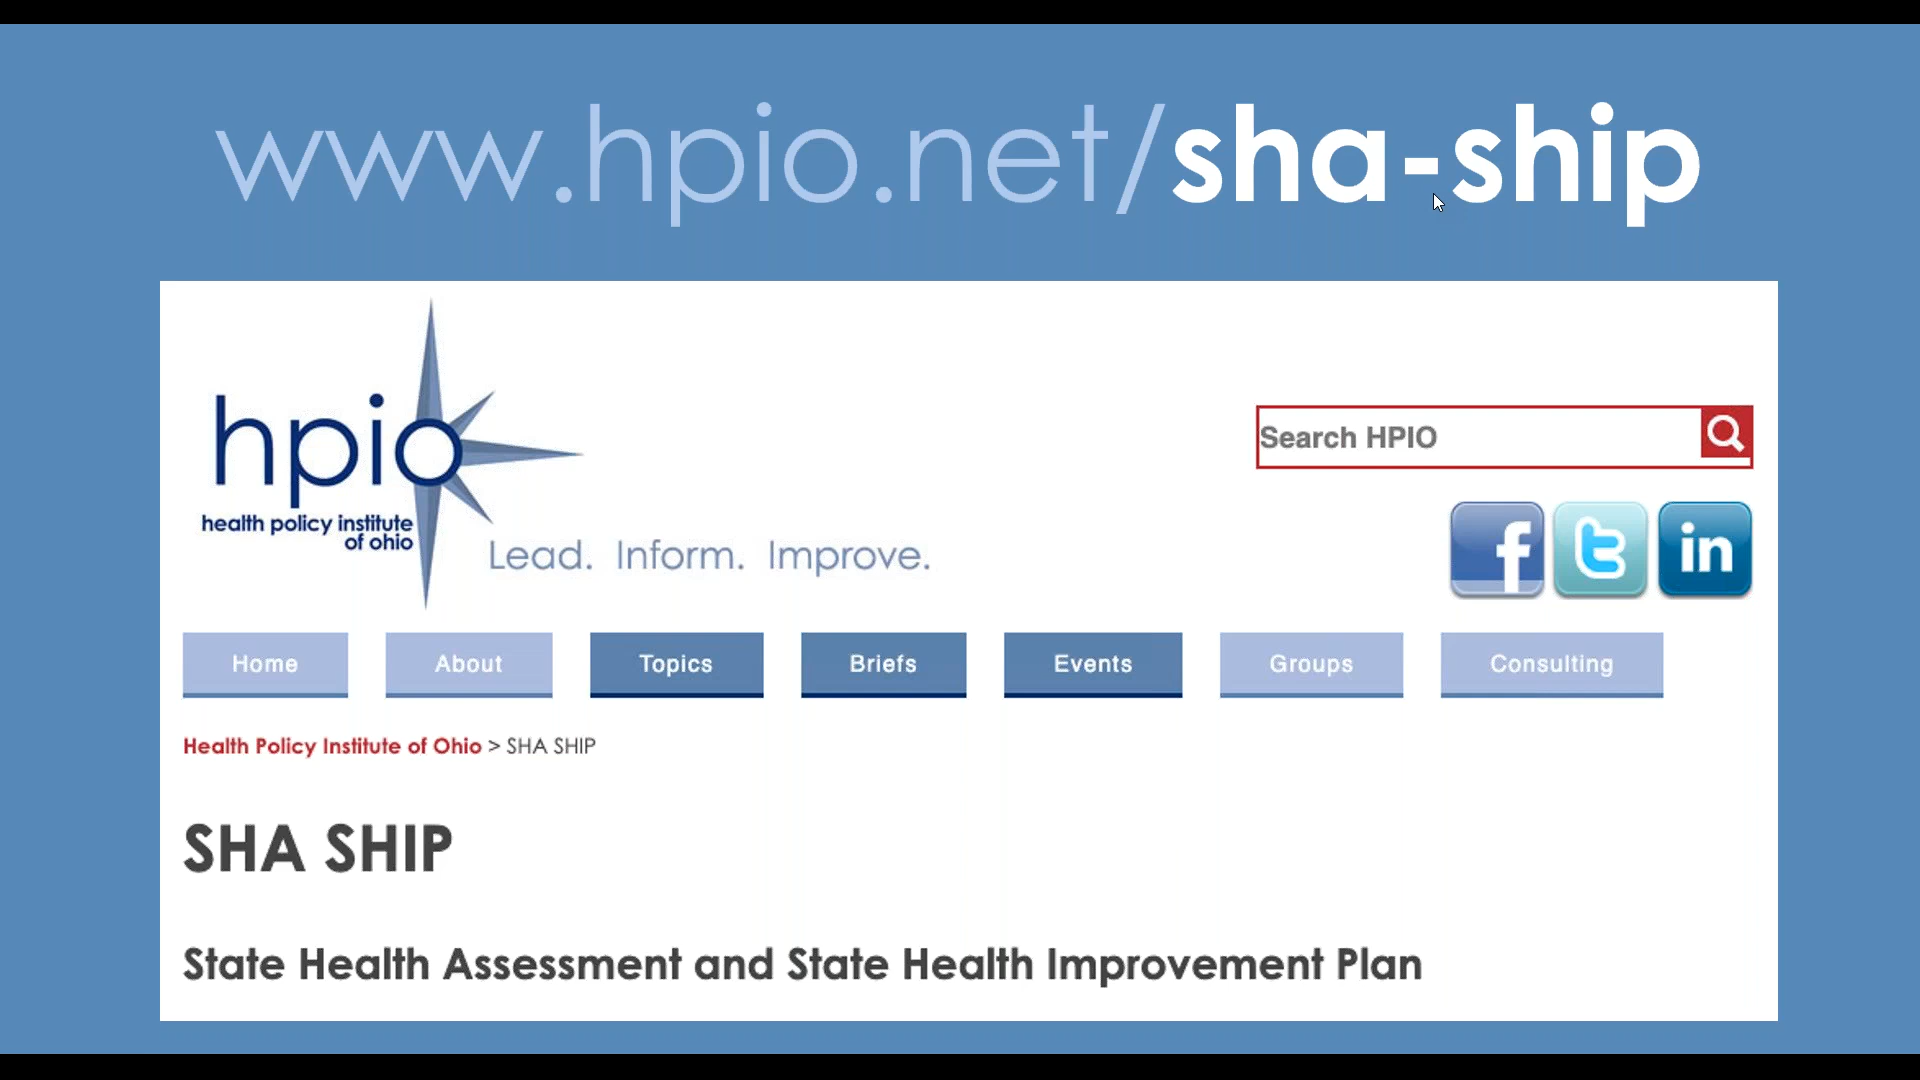 www.hpio.net/sha-ship
hpio
health policy institute
of ohio
Lead. Inform. Improve.
Search HPIO
f
t
in
Home About Topics Briefs Events Groups Consulting
Health Policy Institute of Ohio > SHA SHIP
SHA SHIP
State Health Assessment and State Health Improvement Plan